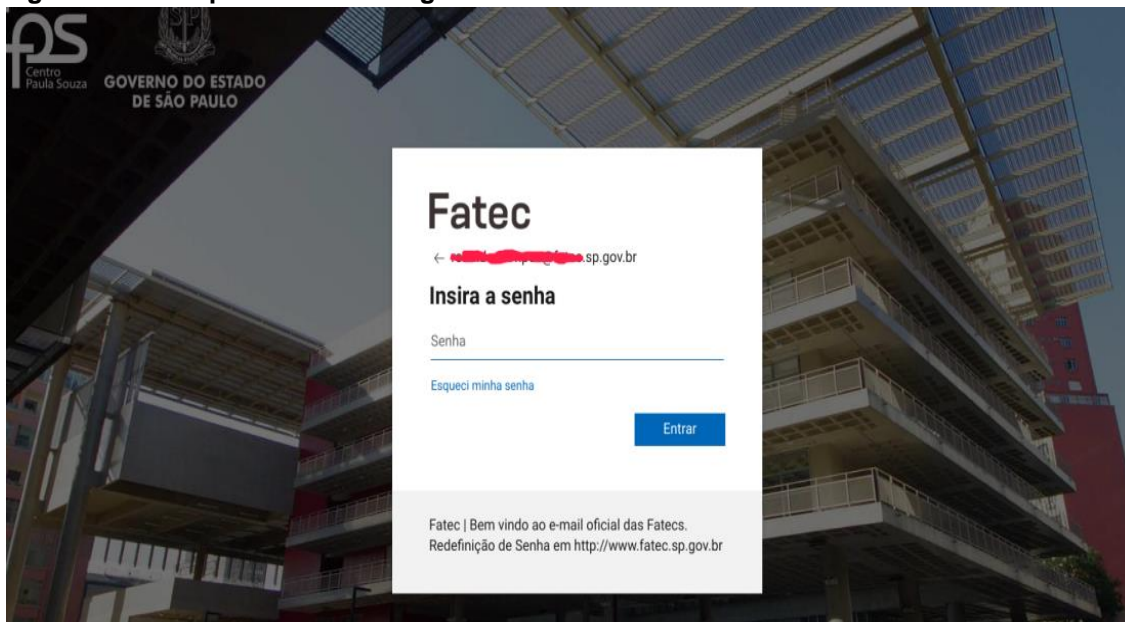 SP
CPS
Centro
Paula Souza
GOVERNO DO ESTADO
DE SÃO PAULO
Fatec
← .sp.gov.br
Insira a senha
Senha
Esqueci minha senha
Entrar
Fatec | Bem vindo ao e-mail oficial das Fatecs.
Redefinição de Senha em http://www.fatec.sp.gov.br